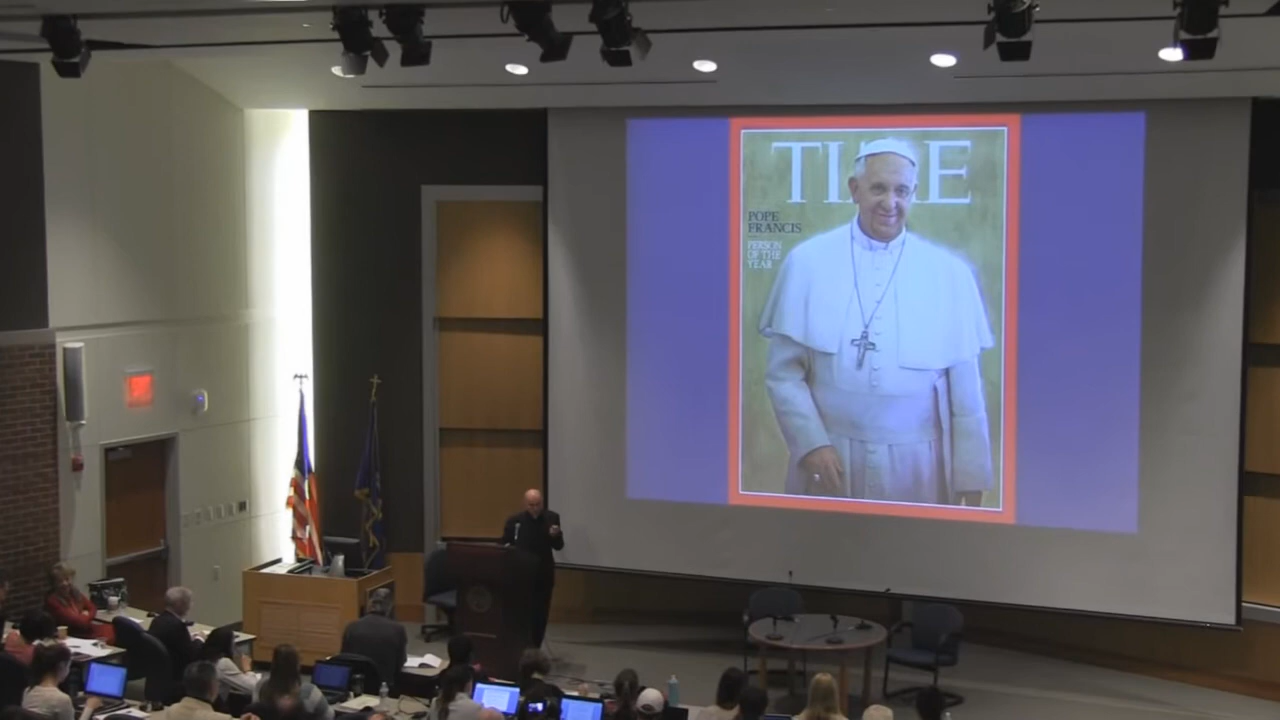 TIME
POPE
FRANCIS
PERSON
OF THE
YEAR